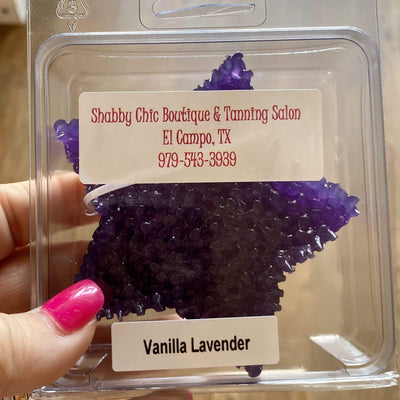 Shabby Chic Boutique & Tanning Salon
El Campo, TX
979-543-3939
Vanilla Lavender